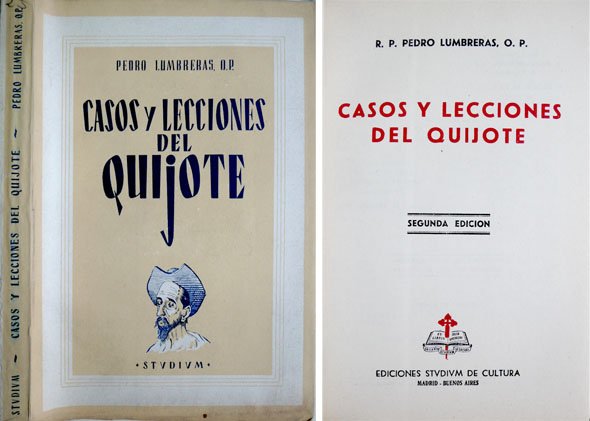 STVDIVM ~ CASOS Y LECCIONES DEL QUIJOTE ~ PEDRO LUMBRERAS, O.P.
PEDRO LUMBRERAS, O.P.
CASOS Y LECCIONES
DEL
QUIJOTE
· STVDIVM ·
R. P. PEDRO LUMBRERAS, O. P.
CASOS Y LECCIONES
DEL QUIJOTE
SEGUNDA EDICION
EDICIONES STVDIVM DE CULTURA
MADRID - BUENOS AIRES